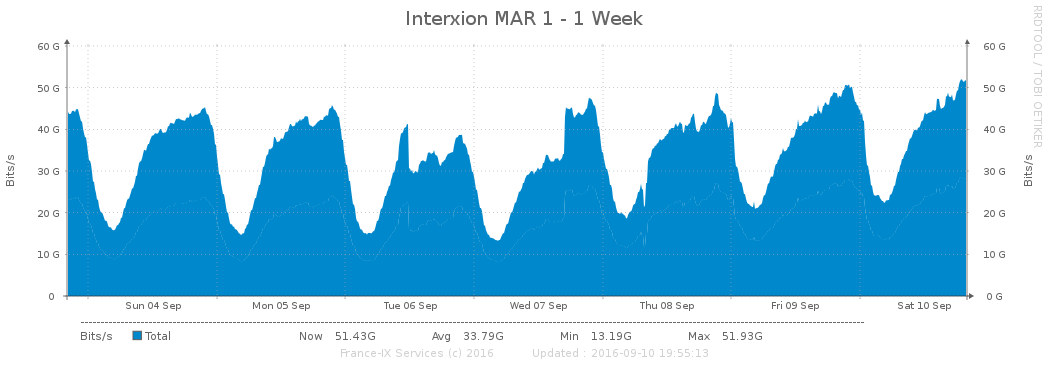 Interxion MAR 1 - 1 Week
RRDTOOL / TOBI OETIKER
60 G 60 G
50 G 50 G
40 G 40 G
30 G 30 G
20 G 20 G
10 G 10 G
0 0 G
Bits/s
Bits/s
Sun 04 Sep Mon 05 Sep Tue 06 Sep Wed 07 Sep Thu 08 Sep Fri 09 Sep Sat 10 Sep
Bits/s Total Now 51.43G Avg 33.79G Min 13.19G Max 51.93G
France-IX Services (c) 2016 Updated : 2016-09-10 19:55:13